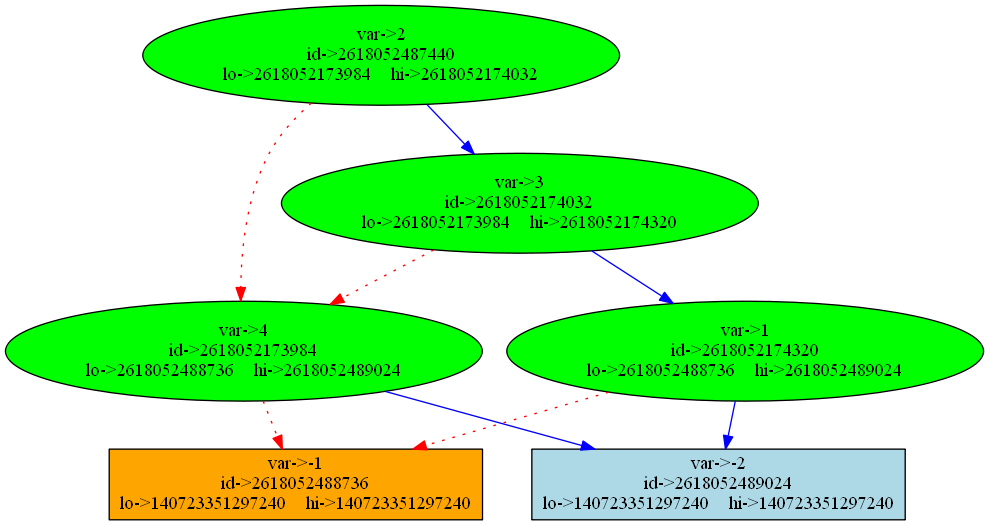 var->2
id->2618052487440
lo->2618052173984 hi->2618052174032
var->3
id->2618052174032
lo->2618052173984 hi->2618052174320
var->4
id->2618052173984
lo->2618052488736 hi->2618052489024
var->1
id->2618052174320
lo->2618052488736 hi->2618052489024
var->-1
id->2618052488736
lo->140723351297240 hi->140723351297240
var->-2
id->2618052489024
lo->140723351297240 hi->140723351297240